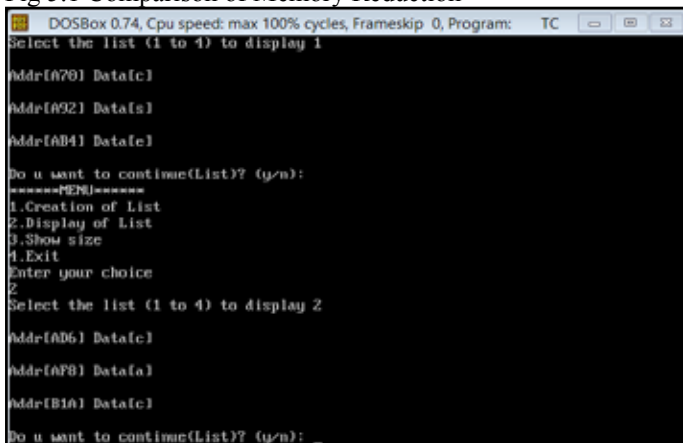 Fig 5.1 Comparison of Memory Reduction
DOSBox 0.74, Cpu speed: max 100% cycles, Frameskip 0, Program: TC
Select the list (1 to 4) to display 1
Addr[A70] Data[c]
Addr[A92] Data[s]
Addr[AB4] Data[e]
Do u want to continue(List)? (y/n):
======MENU======
1.Creation of List
2.Display of List
3.Show size
4.Exit
Enter your choice
2
Select the list (1 to 4) to display 2
Addr[AD6] Data[c]
Addr[AF8] Data[a]
Addr[B1A] Data[c]
Do u want to continue(List)? (y/n): _